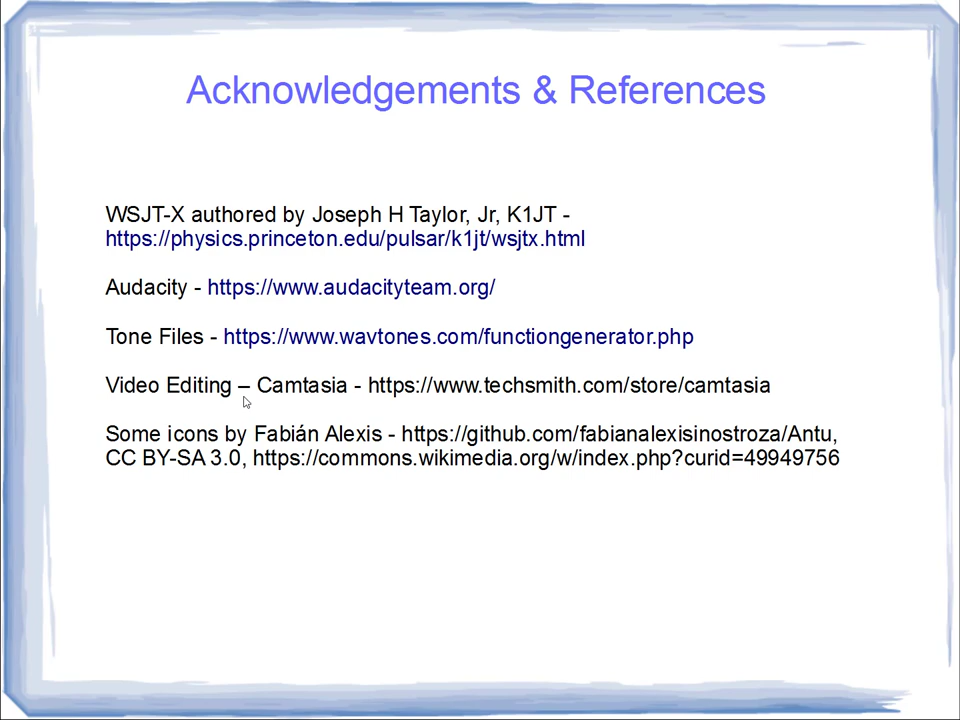 Acknowledgements & References
WSJT-X authored by Joseph H Taylor, Jr, K1JT -
https://physics.princeton.edu/pulsar/k1jt/wsjtx.html
Audacity - https://www.audacityteam.org/
Tone Files - https://www.wavtones.com/functiongenerator.php
Video Editing – Camtasia - https://www.techsmith.com/store/camtasia
Some icons by Fabián Alexis - https://github.com/fabianalexisinostroza/Antu,
CC BY-SA 3.0, https://commons.wikimedia.org/w/index.php?curid=49949756